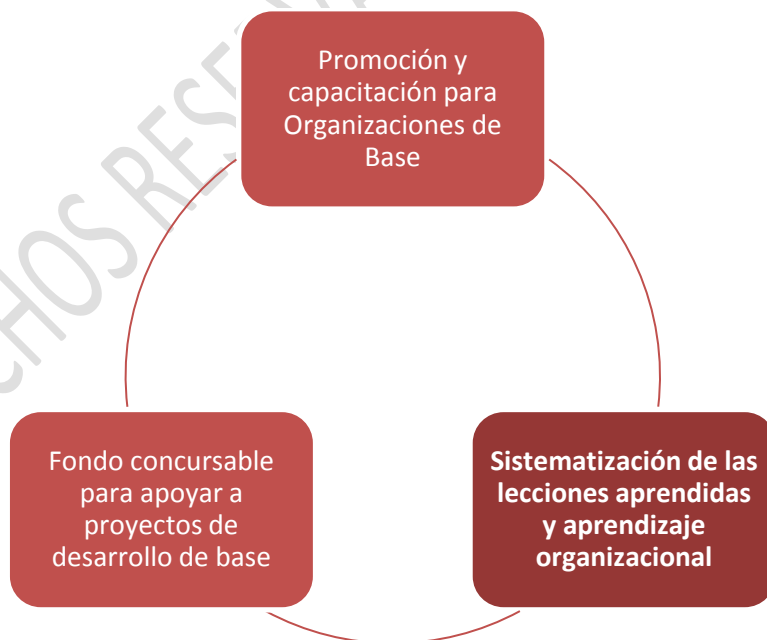 Promoción y
capacitación para
Organizaciones de
Base
Fondo concursable
para apoyar a
proyectos de
desarrollo de base
Sistematización de las
lecciones aprendidas
y aprendizaje
organizacional